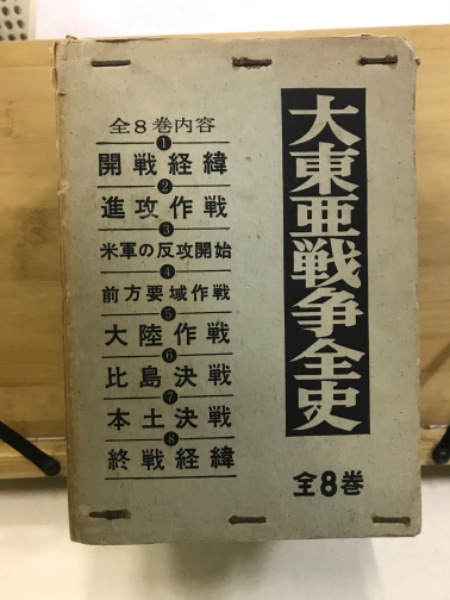 大東亜戦争全史
全8巻
全8巻内容
1
開戦経緯
2
進攻作戦
3
米軍の反攻開始
4
前方要域作戦
5
大陸作戦
6
比島決戦
7
本土決戦
8
終戦経緯